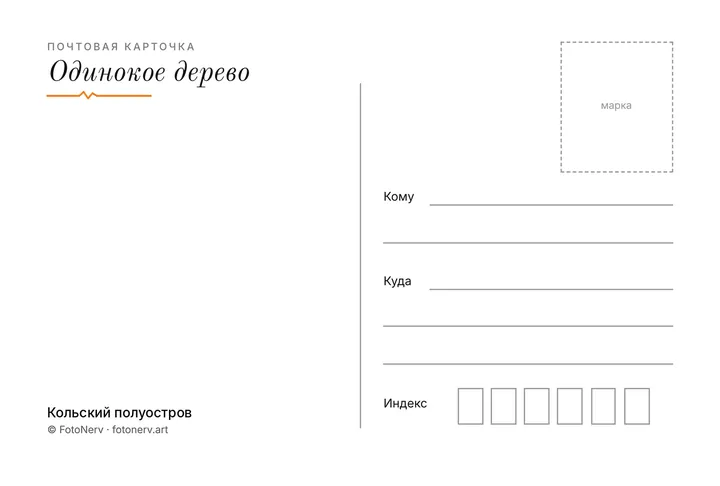 ПОЧТОВАЯ КАРТОЧКА
Одинокое дерево
марка
Кому
Куда
Индекс
Кольский полуостров
© FotoNerv · fotonerv.art